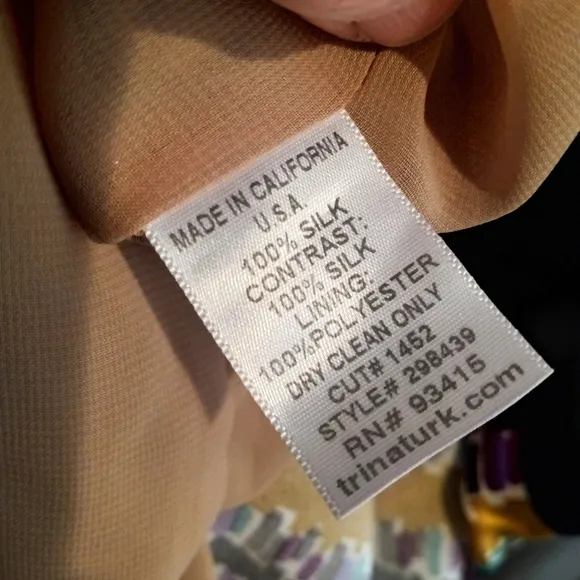 MADE IN CALIFORNIA
U.S.A.
100% SILK
CONTRAST:
100% SILK
LINING:
100%POLYESTER
DRY CLEAN ONLY
CUT# 1452
STYLE# 298439
RN# 93415
trinaturk.com